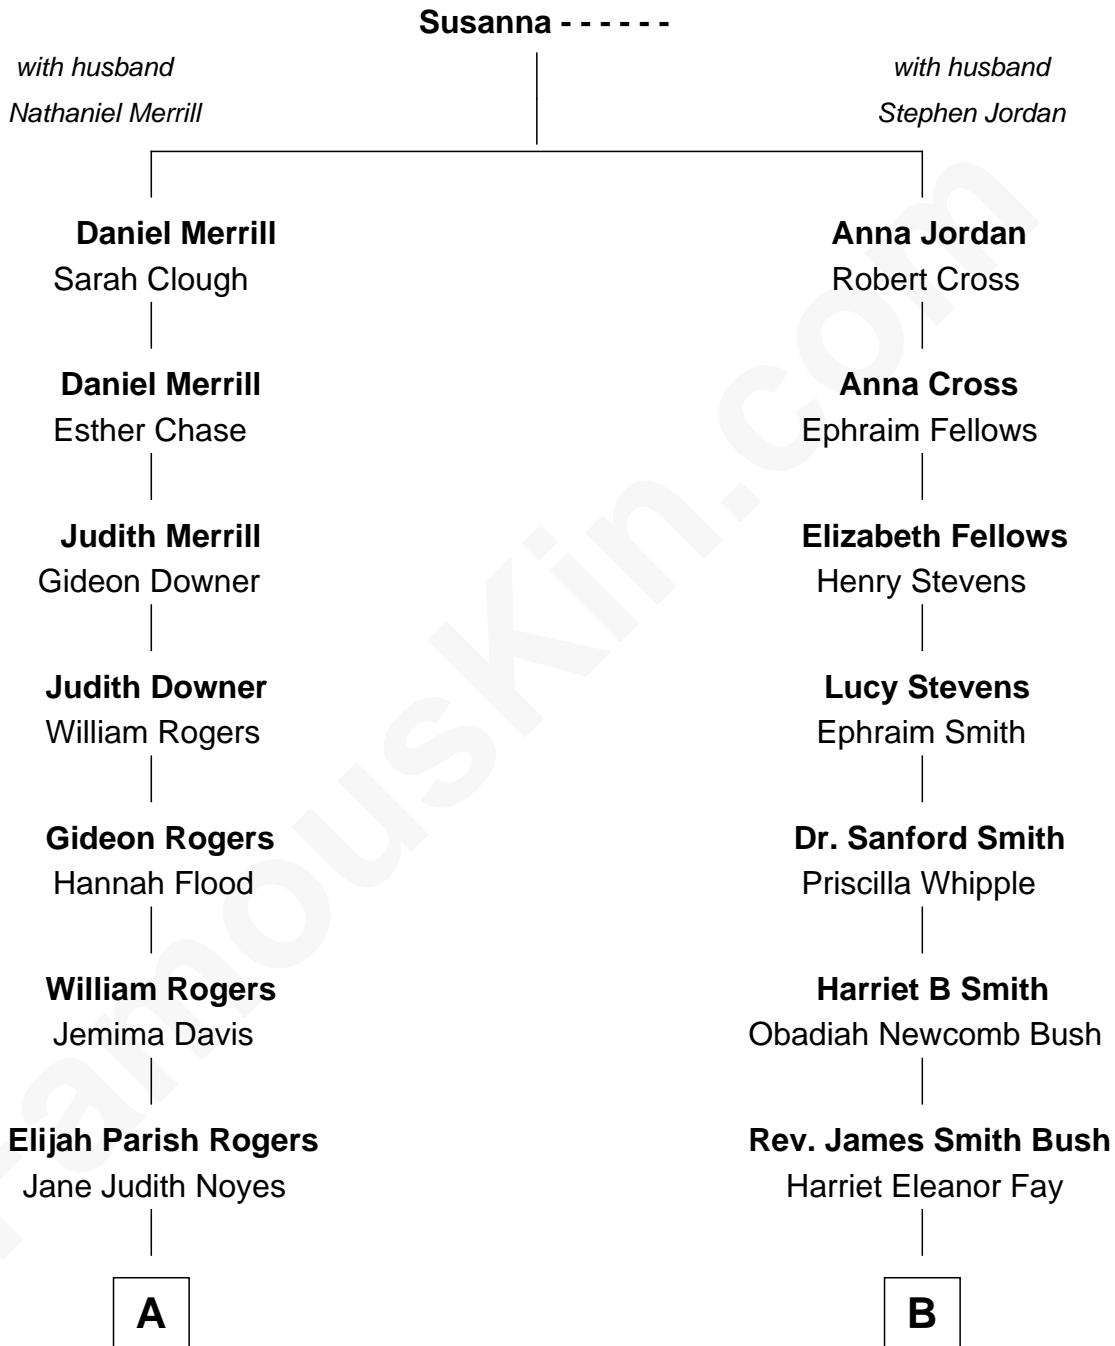 Susanna - - - - - -
with husband
Nathaniel Merrill
with husband
Stephen Jordan
Daniel Merrill
Sarah Clough
Anna Jordan
Robert Cross
Daniel Merrill
Esther Chase
Anna Cross
Ephraim Fellows
Judith Merrill
Gideon Downer
Elizabeth Fellows
Henry Stevens
Judith Downer
William Rogers
Lucy Stevens
Ephraim Smith
Gideon Rogers
Hannah Flood
Dr. Sanford Smith
Priscilla Whipple
William Rogers
Jemima Davis
Harriet B Smith
Obadiah Newcomb Bush
Elijah Parish Rogers
Jane Judith Noyes
Rev. James Smith Bush
Harriet Eleanor Fay
A
B
FamousKin.com